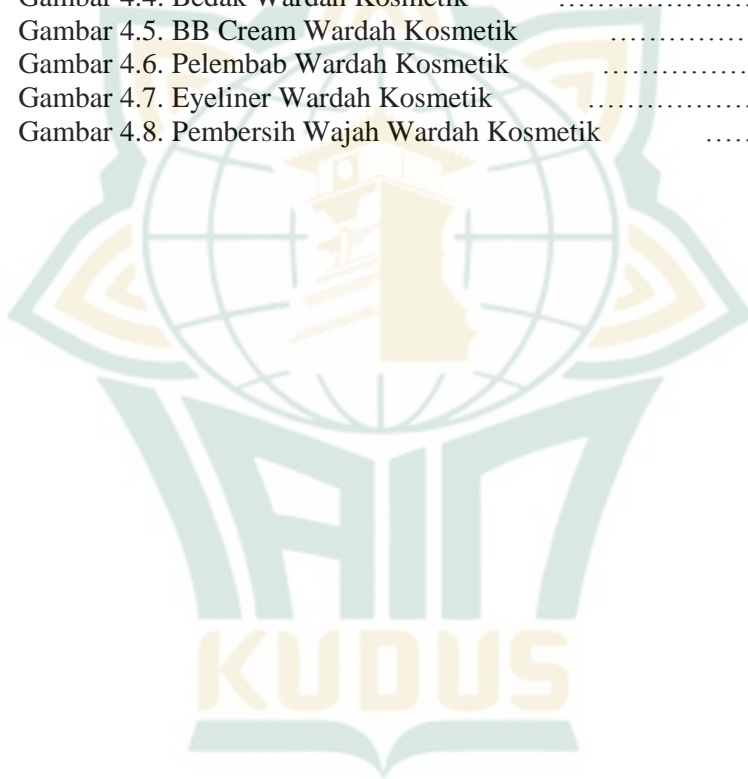 Gambar 4.4. Bedak Wardah Kosmetik ....................
Gambar 4.5. BB Cream Wardah Kosmetik ...............
Gambar 4.6. Pelembab Wardah Kosmetik ................
Gambar 4.7. Eyeliner Wardah Kosmetik .................
Gambar 4.8. Pembersih Wajah Wardah Kosmetik .....
IAIN
KUDUS